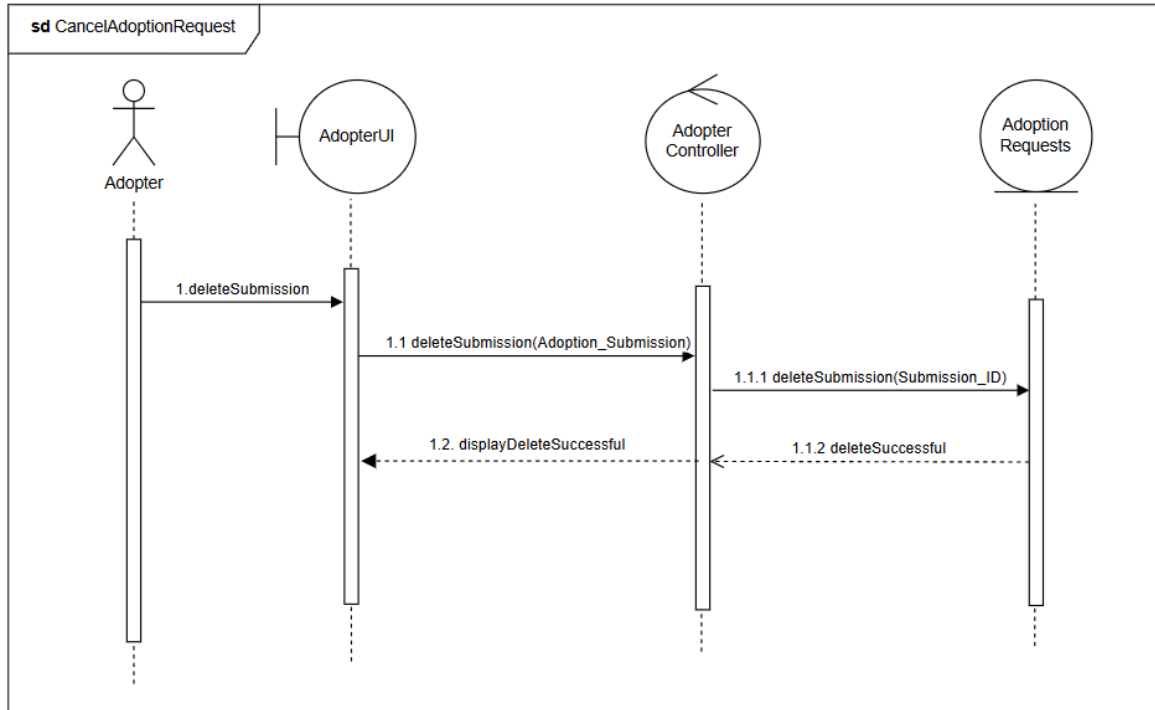 sd CancelAdoptionRequest
Adopter
AdopterUI
Adopter
Controller
Adoption
Requests
1.deleteSubmission
1.1 deleteSubmission(Adoption_Submission)
1.1.1 deleteSubmission(Submission_ID)
1.2. displayDeleteSuccessful
1.1.2 deleteSuccessful